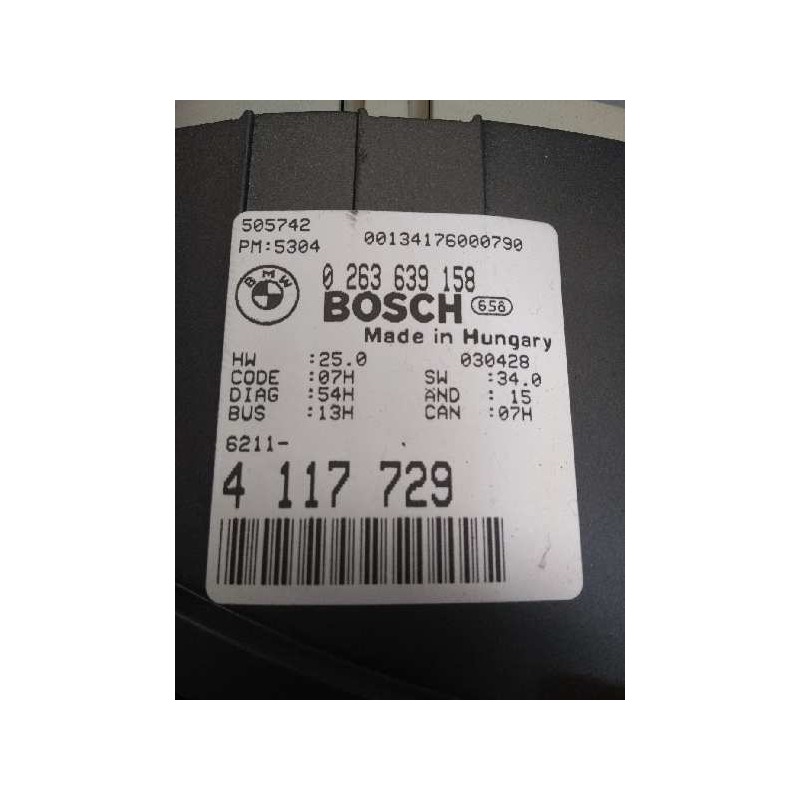 505742
PM:5304 00134176000790
BMW 0 263 639 158
BOSCH 658
Made in Hungary
HW :25.0 030428
CODE :07H SW :34.0
DIAG :54H ÄND : 15
BUS :13H CAN :07H
6211-
4 117 729